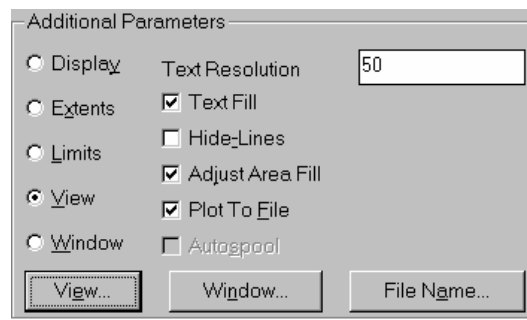 Additional Parameters
Display
Extents
Limits
View
Window
Text Resolution 50
Text Fill
Hide-Lines
Adjust Area Fill
Plot To File
Autospool
View... Window... File Name...